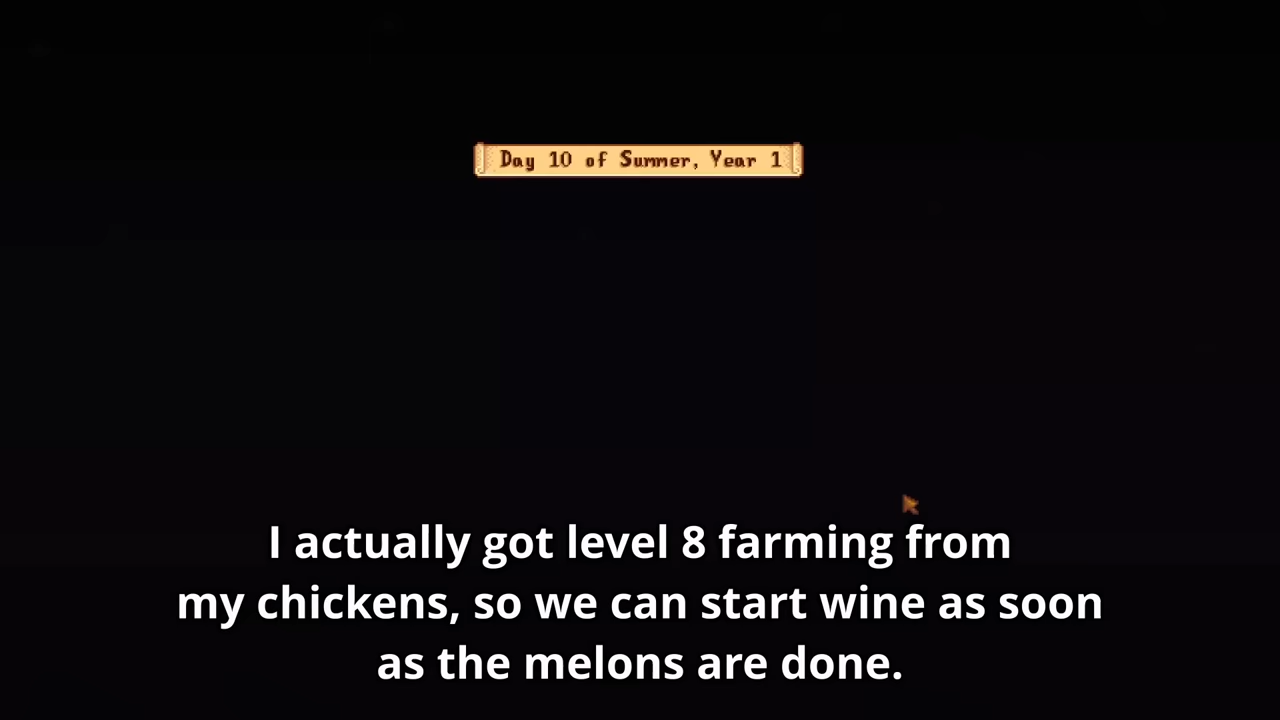 Day 10 of Summer, Year 1
I actually got level 8 farming from
my chickens, so we can start wine as soon
as the melons are done.